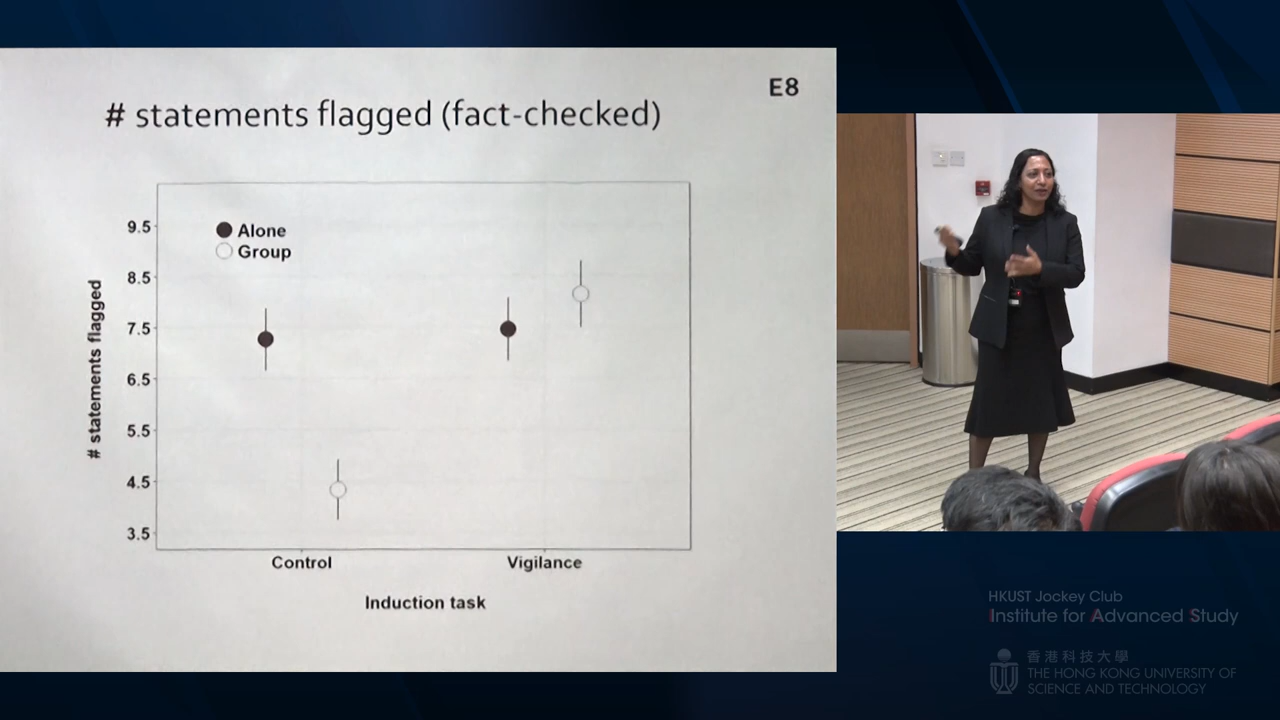 E8
# statements flagged (fact-checked)
Alone
Group
# statements flagged
9.5
8.5
7.5
6.5
5.5
4.5
3.5
Control
Vigilance
Induction task
HKUST Jockey Club
Institute for Advanced Study
香港科技大學
THE HONG KONG UNIVERSITY OF
SCIENCE AND TECHNOLOGY